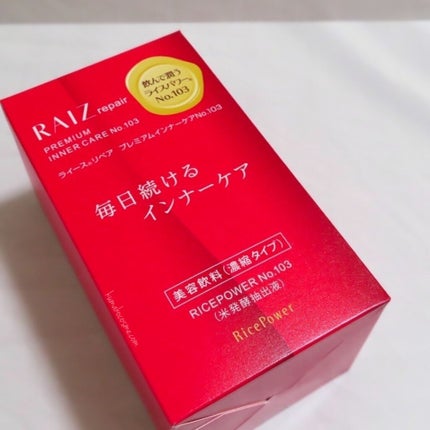 RAIZ repair
PREMIUM
INNER CARE No.103
ライース®リペア プレミアムインナーケアNo.103
飲んで潤う
ライスパワー®
No.103
毎日続ける
インナーケア
美容飲料(濃縮タイプ)
RICEPOWER No.103
(米発酵抽出液)
RicePower